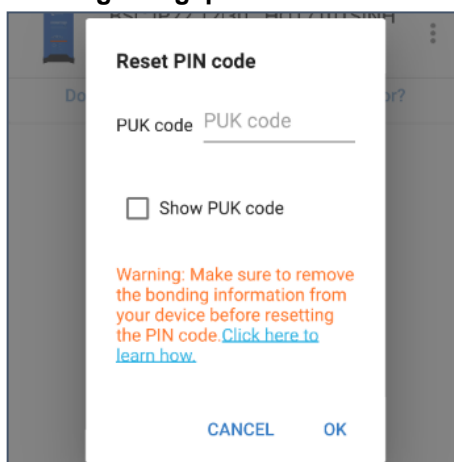 Reset PIN code
PUK code PUK code
Show PUK code
Warning: Make sure to remove
the bonding information from
your device before resetting
the PIN code.Click here to
learn how.
CANCEL OK